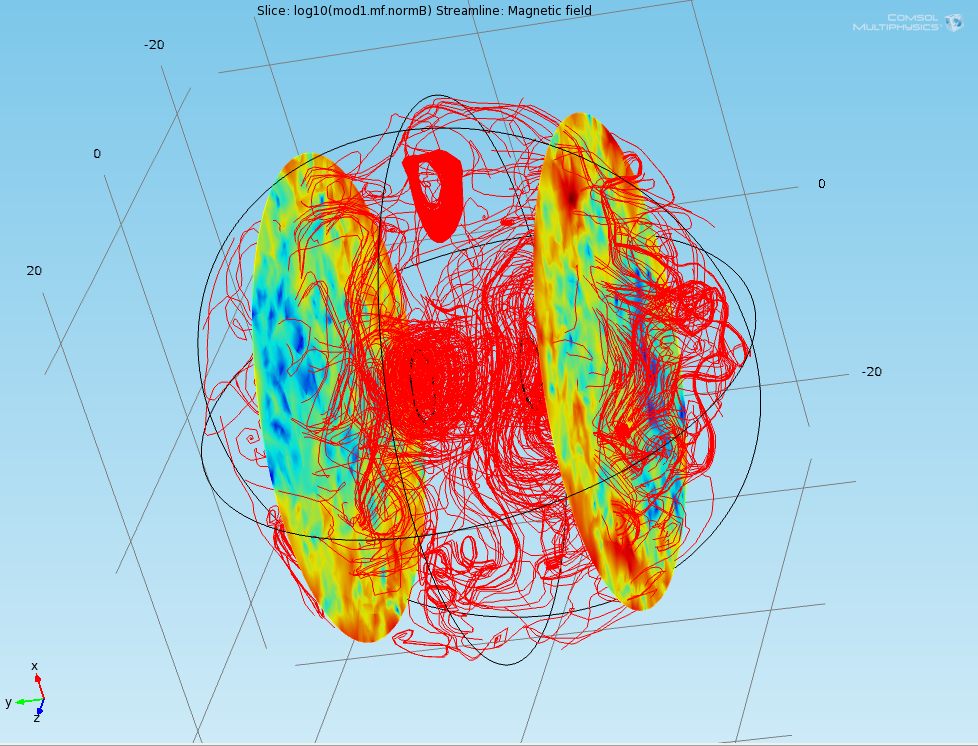 Slice: log10(mod1.mf.normB) Streamline: Magnetic field
COMSOL
MULTIPHYSICS
-20
0
20
0
-20
x
y
z